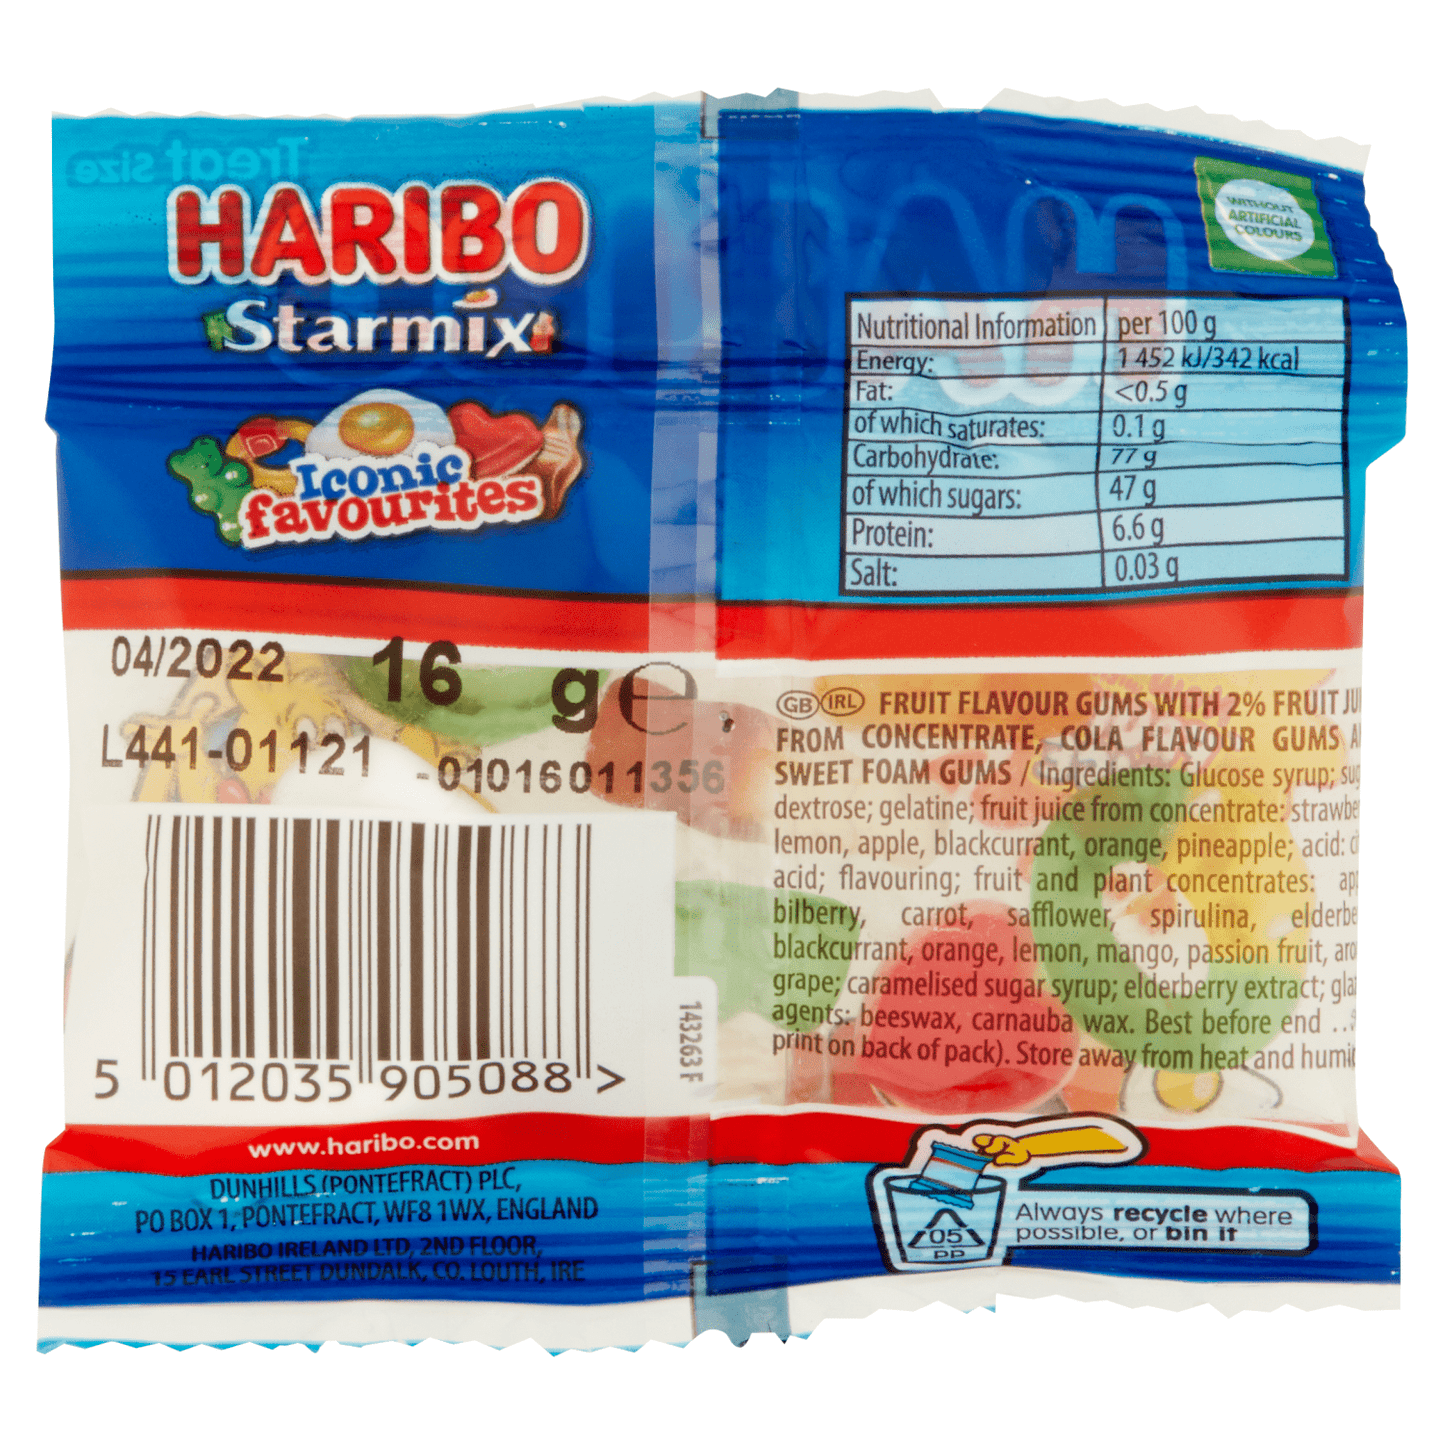 Treat size
HARIBO
Starmix
Iconic
favourites
04/2022 16 g ℮
L441-01121 -01016011356
5 012035 905088 >
143263 F
www.haribo.com
DUNHILLS (PONTEFRACT) PLC,
PO BOX 1, PONTEFRACT, WF8 1WX, ENGLAND
HARIBO IRELAND LTD, 2ND FLOOR,
15 EARL STREET DUNDALK, CO. LOUTH, IRE
WITHOUT
ARTIFICIAL
COLOURS
Nutritional Information per 100 g
Energy: 1 452 kJ/342 kcal
Fat: <0.5 g
of which saturates: 0.1 g
Carbohydrate: 77 g
of which sugars: 47 g
Protein: 6.6 g
Salt: 0.03 g
GB IRL FRUIT FLAVOUR GUMS WITH 2% FRUIT
FROM CONCENTRATE, COLA FLAVOUR GUMS
SWEET FOAM GUMS / Ingredients: Glucose syrup;
dextrose; gelatine; fruit juice from concentrate:
lemon, apple, blackcurrant, orange, pineapple; acid:
acid; flavouring; fruit and plant concentrates:
bilberry, carrot, safflower, spirulina,
blackcurrant, orange, lemon, mango, passion fruit,
grape; caramelised sugar syrup; elderberry extract;
agents: beeswax, carnauba wax. Best before end ..
print on back of pack). Store away from heat and
Always recycle where
possible, or bin it
05
PP